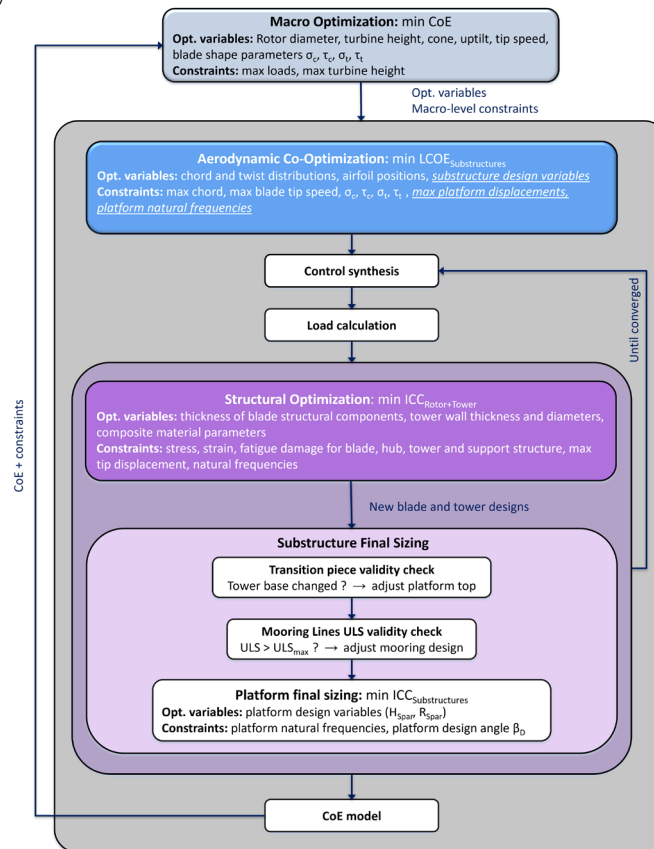 )
Macro Optimization: min CoE
Opt. variables: Rotor diameter, turbine height, cone, uptilt, tip speed,
blade shape parameters σc, τc, σt, τt
Constraints: max loads, max turbine height
Opt. variables
Macro-level constraints
Aerodynamic Co-Optimization: min LCOESubstructures
Opt. variables: chord and twist distributions, airfoil positions, substructure design variables
Constraints: max chord, max blade tip speed, σc, τc, σt, τt , max platform displacements,
platform natural frequencies
Control synthesis
Load calculation
Until converged
Structural Optimization: min ICCRotor+Tower
Opt. variables: thickness of blade structural components, tower wall thickness and diameters,
composite material parameters
Constraints: stress, strain, fatigue damage for blade, hub, tower and support structure, max
tip displacement, natural frequencies
New blade and tower designs
Substructure Final Sizing
Transition piece validity check
Tower base changed ? → adjust platform top
Mooring Lines ULS validity check
ULS > ULSmax ? → adjust mooring design
Platform final sizing: min ICCSubstructures
Opt. variables: platform design variables (HSpar, RSpar)
Constraints: platform natural frequencies, platform design angle βD
CoE model
CoE + constraints